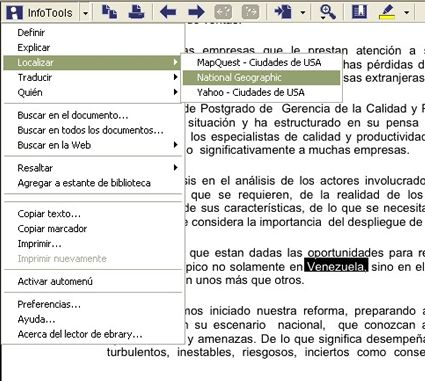 InfoTools
Definir
Explicar
Localizar
Traducir
Quién
Buscar en el documento...
Buscar en todos los documentos...
Buscar en la Web
Resaltar
Agregar a estante de biblioteca
Copiar texto...
Copiar marcador
Imprimir...
Imprimir nuevamente
Activar automenú
Preferencias...
Ayuda...
Acerca del lector de ebrary...
MapQuest - Ciudades de USA
National Geographic
Yahoo - Ciudades de USA
as empresas que le prestan atención a s
has pérdidas d
sas extranjeras
de Postgrado de Gerencia de la Calidad y P
situación y ha estructurado en su pensa
los especialistas de calidad y productividad
o significativamente a muchas empresas.
sis en el análisis de los actores involucrado
que se requieren, de la realidad de los
de sus características, de lo que se necesita
e considera la importancia del despliegue de
que estan dadas las oportunidades para re
pico no solamente en Venezuela, sino en el
n unos más que otros.
mos iniciado nuestra reforma, preparando a
n su escenario nacional, que conozcan a
y amenazas. De lo que significa desempeña
turbulentos, inestables, riesgosos, inciertos como conse